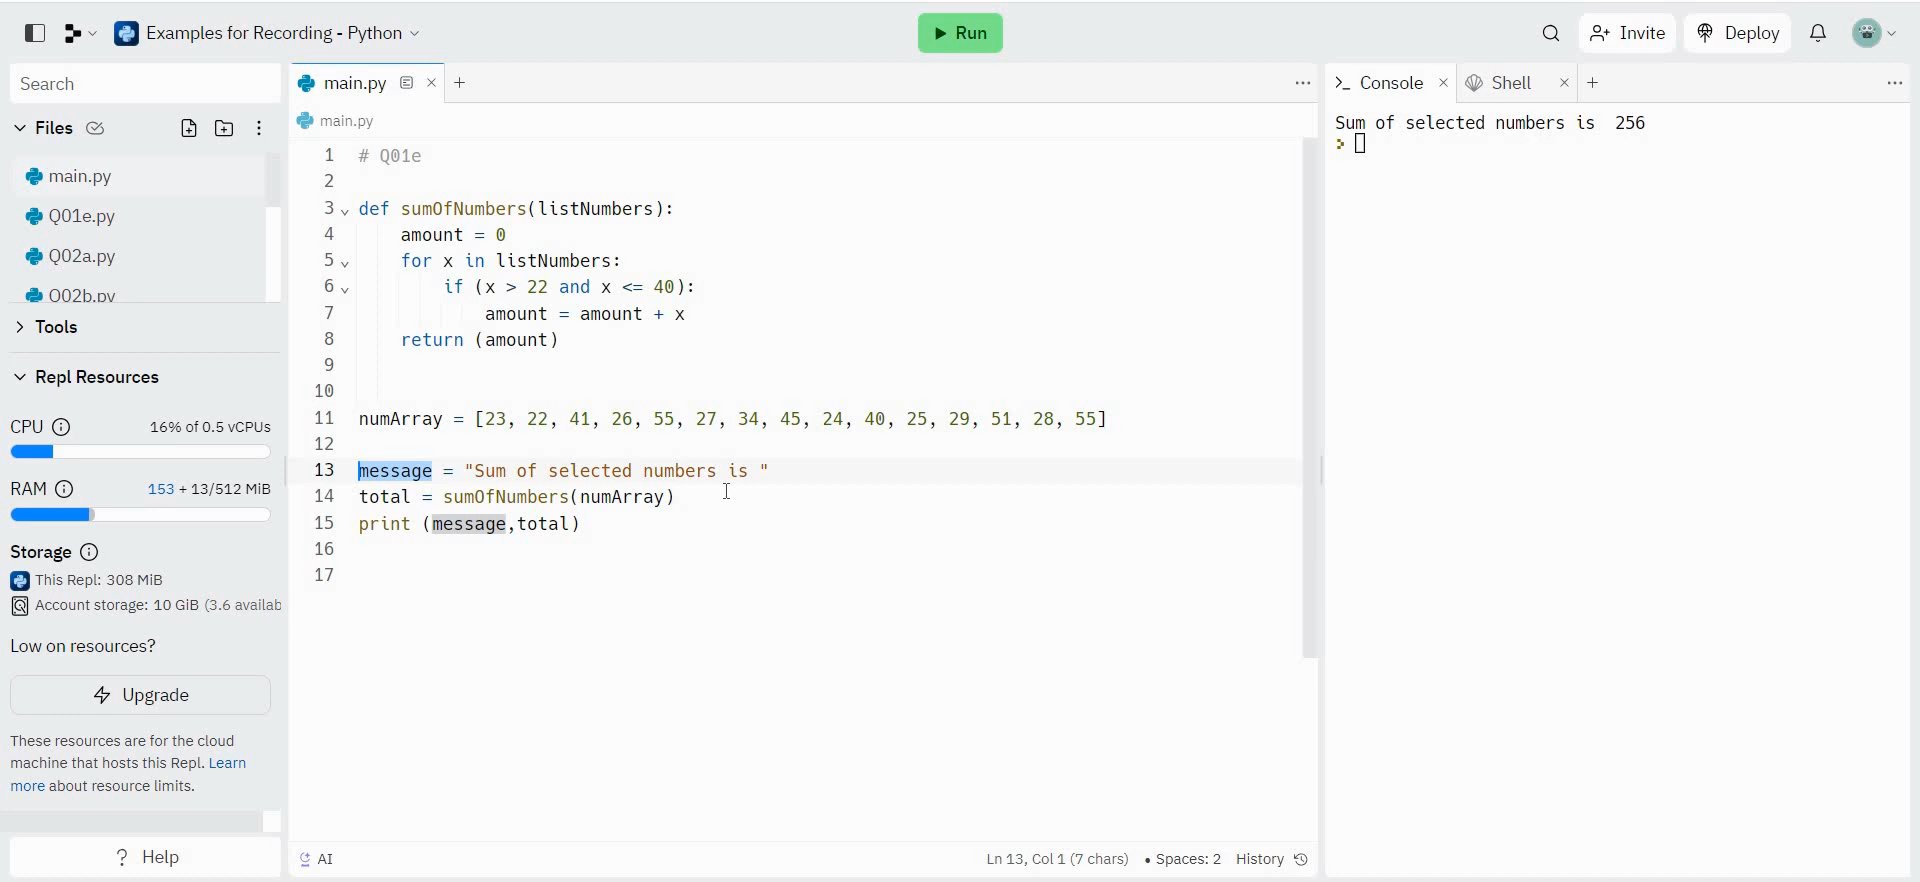 Examples for Recording - Python
Run
Invite
Deploy
Search
Files
main.py
Q01e.py
Q02a.py
Q02b.py
Tools
Repl Resources
CPU 16% of 0.5 vCPUs
RAM 153 + 13/512 MiB
Storage
This Repl: 308 MiB
Account storage: 10 GiB (3.6 availab
Low on resources?
Upgrade
These resources are for the cloud
machine that hosts this Repl. Learn
more about resource limits.
? Help
main.py
main.py
1 # Q01e
2
3 def sumOfNumbers(listNumbers):
4 amount = 0
5 for x in listNumbers:
6 if (x > 22 and x <= 40):
7 amount = amount + x
8 return (amount)
9
10
11 numArray = [23, 22, 41, 26, 55, 27, 34, 45, 24, 40, 25, 29, 51, 28, 55]
12
13 message = "Sum of selected numbers is "
14 total = sumOfNumbers(numArray)
15 print (message,total)
16
17
AI
Ln 13, Col 1 (7 chars) • Spaces: 2 History
>_ Console
Shell
Sum of selected numbers is  256
>